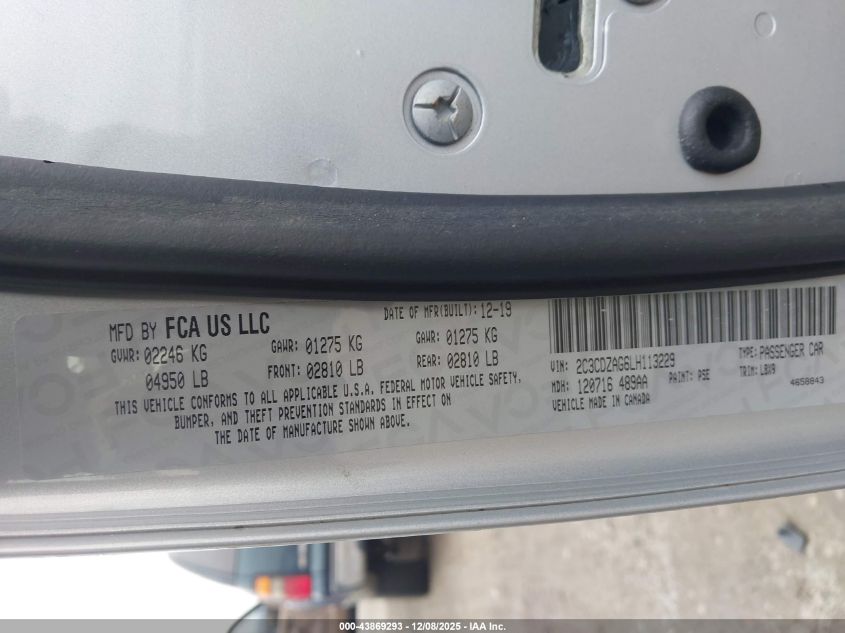 MFD BY FCA US LLC
DATE OF MFR(BUILT): 12-19
GVWR: 02246 KG
04950 LB
GAWR: 01275 KG
FRONT: 02810 LB
GAWR: 01275 KG
REAR: 02810 LB
THIS VEHICLE CONFORMS TO ALL APPLICABLE U.S.A. FEDERAL MOTOR VEHICLE SAFETY,
BUMPER, AND THEFT PREVENTION STANDARDS IN EFFECT ON
THE DATE OF MANUFACTURE SHOWN ABOVE.
VIN: 2C3CDZAG6LH113229
TYPE: PASSENGER CAR
MDH: 120716 489AA
PAINT: PSE
TRIM: LBX9
VEHICLE MADE IN CANADA
4658843
000-43869293 - 12/08/2025 - IAA Inc.